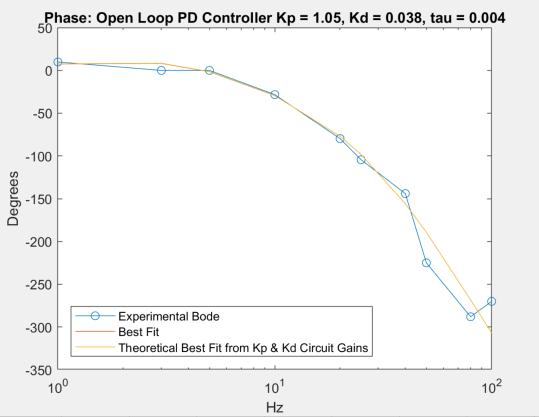 Phase: Open Loop PD Controller Kp = 1.05, Kd = 0.038, tau = 0.004
50
0
-50
-100
-150
-200
-250
-300
-350
Degrees
Experimental Bode
Best Fit
Theoretical Best Fit from Kp & Kd Circuit Gains
10^0 10^1 10^2
Hz